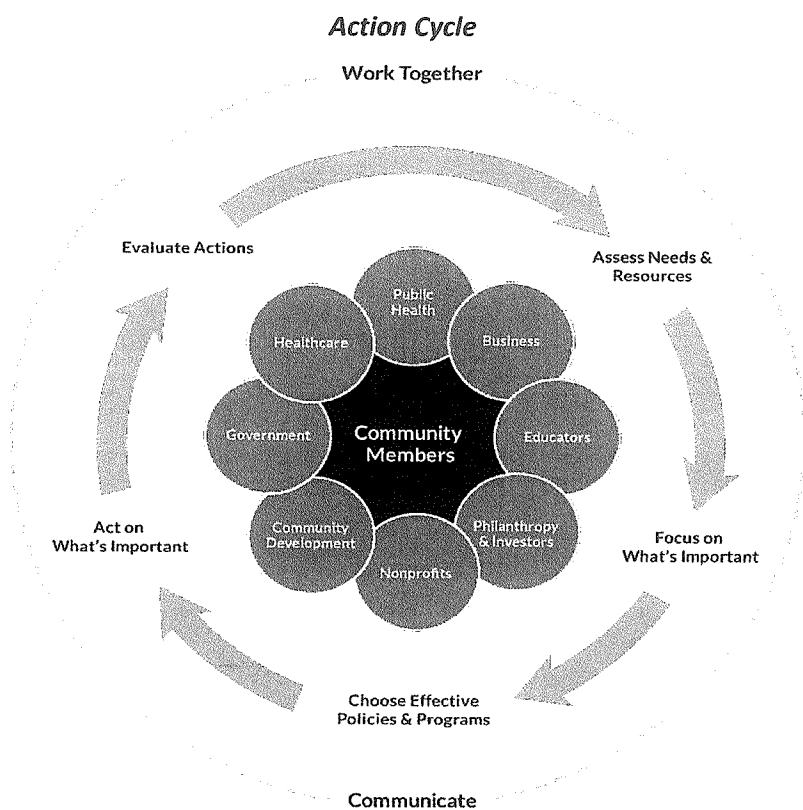 Action Cycle
Work Together
Evaluate Actions
Assess Needs &
Resources
Public
Health
Healthcare
Business
Government
Community
Members
Educators
Act on
What's Important
Community
Development
Philanthropy
& Investors
Focus on
What's Important
Nonprofits
Choose Effective
Policies & Programs
Communicate